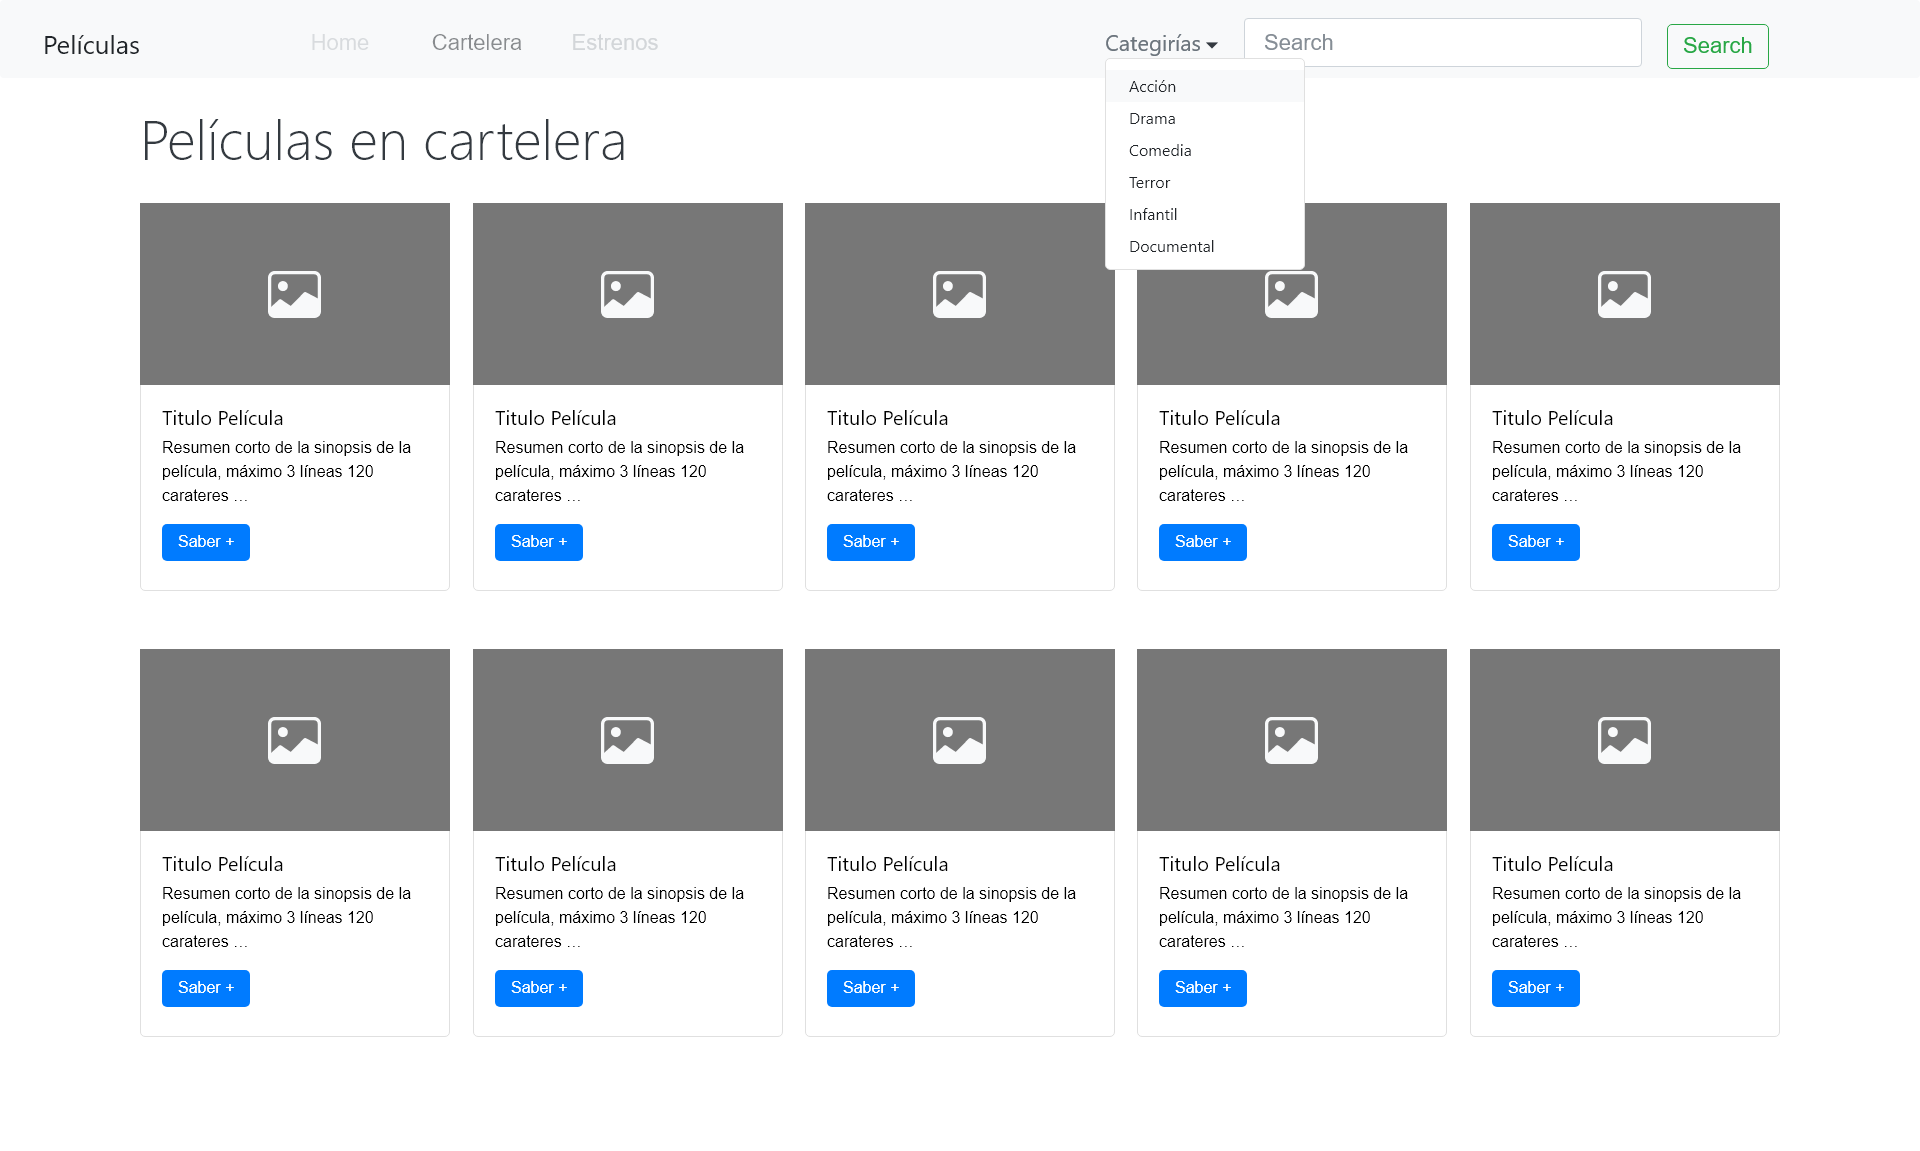 Películas
Home
Cartelera
Estrenos
Categirías
Search
Search
Acción
Drama
Comedia
Terror
Infantil
Documental
Películas en cartelera
Titulo Película
Resumen corto de la sinopsis de la
película, máximo 3 líneas 120
carateres ...
Saber +
Titulo Película
Resumen corto de la sinopsis de la
película, máximo 3 líneas 120
carateres ...
Saber +
Titulo Película
Resumen corto de la sinopsis de la
película, máximo 3 líneas 120
carateres ...
Saber +
Titulo Película
Resumen corto de la sinopsis de la
película, máximo 3 líneas 120
carateres ...
Saber +
Titulo Película
Resumen corto de la sinopsis de la
película, máximo 3 líneas 120
carateres ...
Saber +
Titulo Película
Resumen corto de la sinopsis de la
película, máximo 3 líneas 120
carateres ...
Saber +
Titulo Película
Resumen corto de la sinopsis de la
película, máximo 3 líneas 120
carateres ...
Saber +
Titulo Película
Resumen corto de la sinopsis de la
película, máximo 3 líneas 120
carateres ...
Saber +
Titulo Película
Resumen corto de la sinopsis de la
película, máximo 3 líneas 120
carateres ...
Saber +
Titulo Película
Resumen corto de la sinopsis de la
película, máximo 3 líneas 120
carateres ...
Saber +